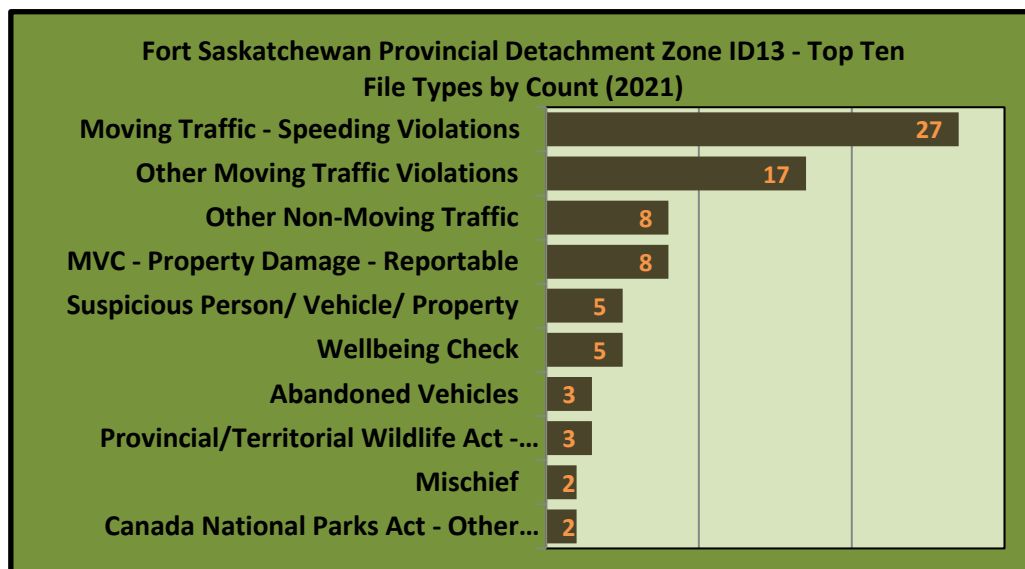 Fort Saskatchewan Provincial Detachment Zone ID13 - Top Ten
File Types by Count (2021)
Moving Traffic - Speeding Violations 27
Other Moving Traffic Violations 17
Other Non-Moving Traffic 8
MVC - Property Damage - Reportable 8
Suspicious Person/ Vehicle/ Property 5
Wellbeing Check 5
Abandoned Vehicles 3
Provincial/Territorial Wildlife Act -... 3
Mischief 2
Canada National Parks Act - Other... 2